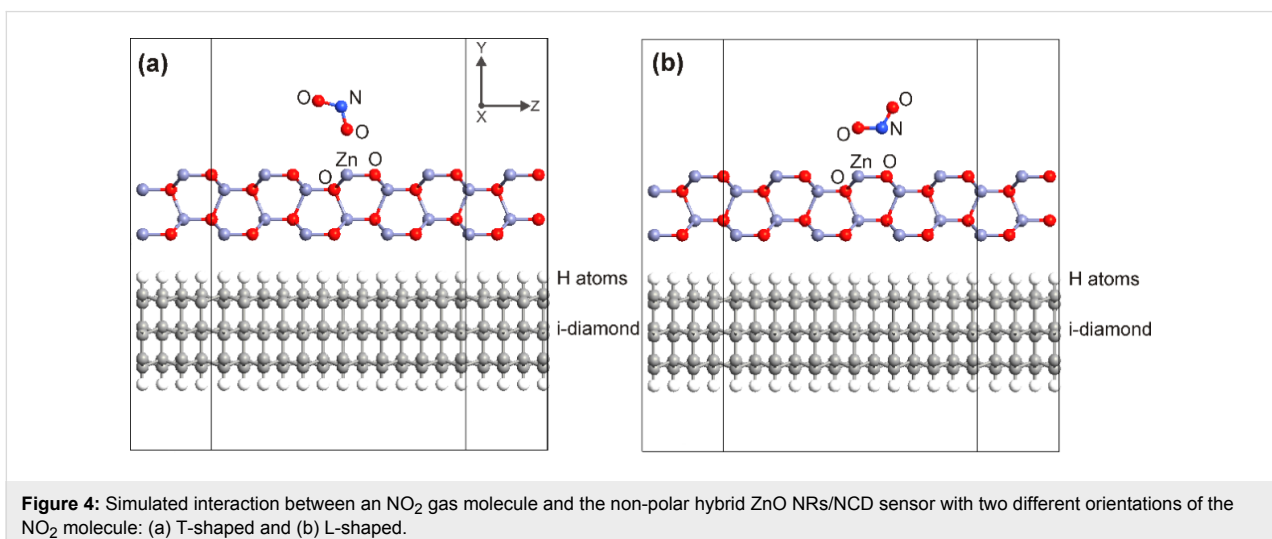 (a)
Y
X
Z
O
N
O
Zn
O
O
H atoms
i-diamond
(b)
O
O
N
Zn
O
O
H atoms
i-diamond
Figure 4: Simulated interaction between an NO₂ gas molecule and the non-polar hybrid ZnO NRs/NCD sensor with two different orientations of the
NO₂ molecule: (a) T-shaped and (b) L-shaped.